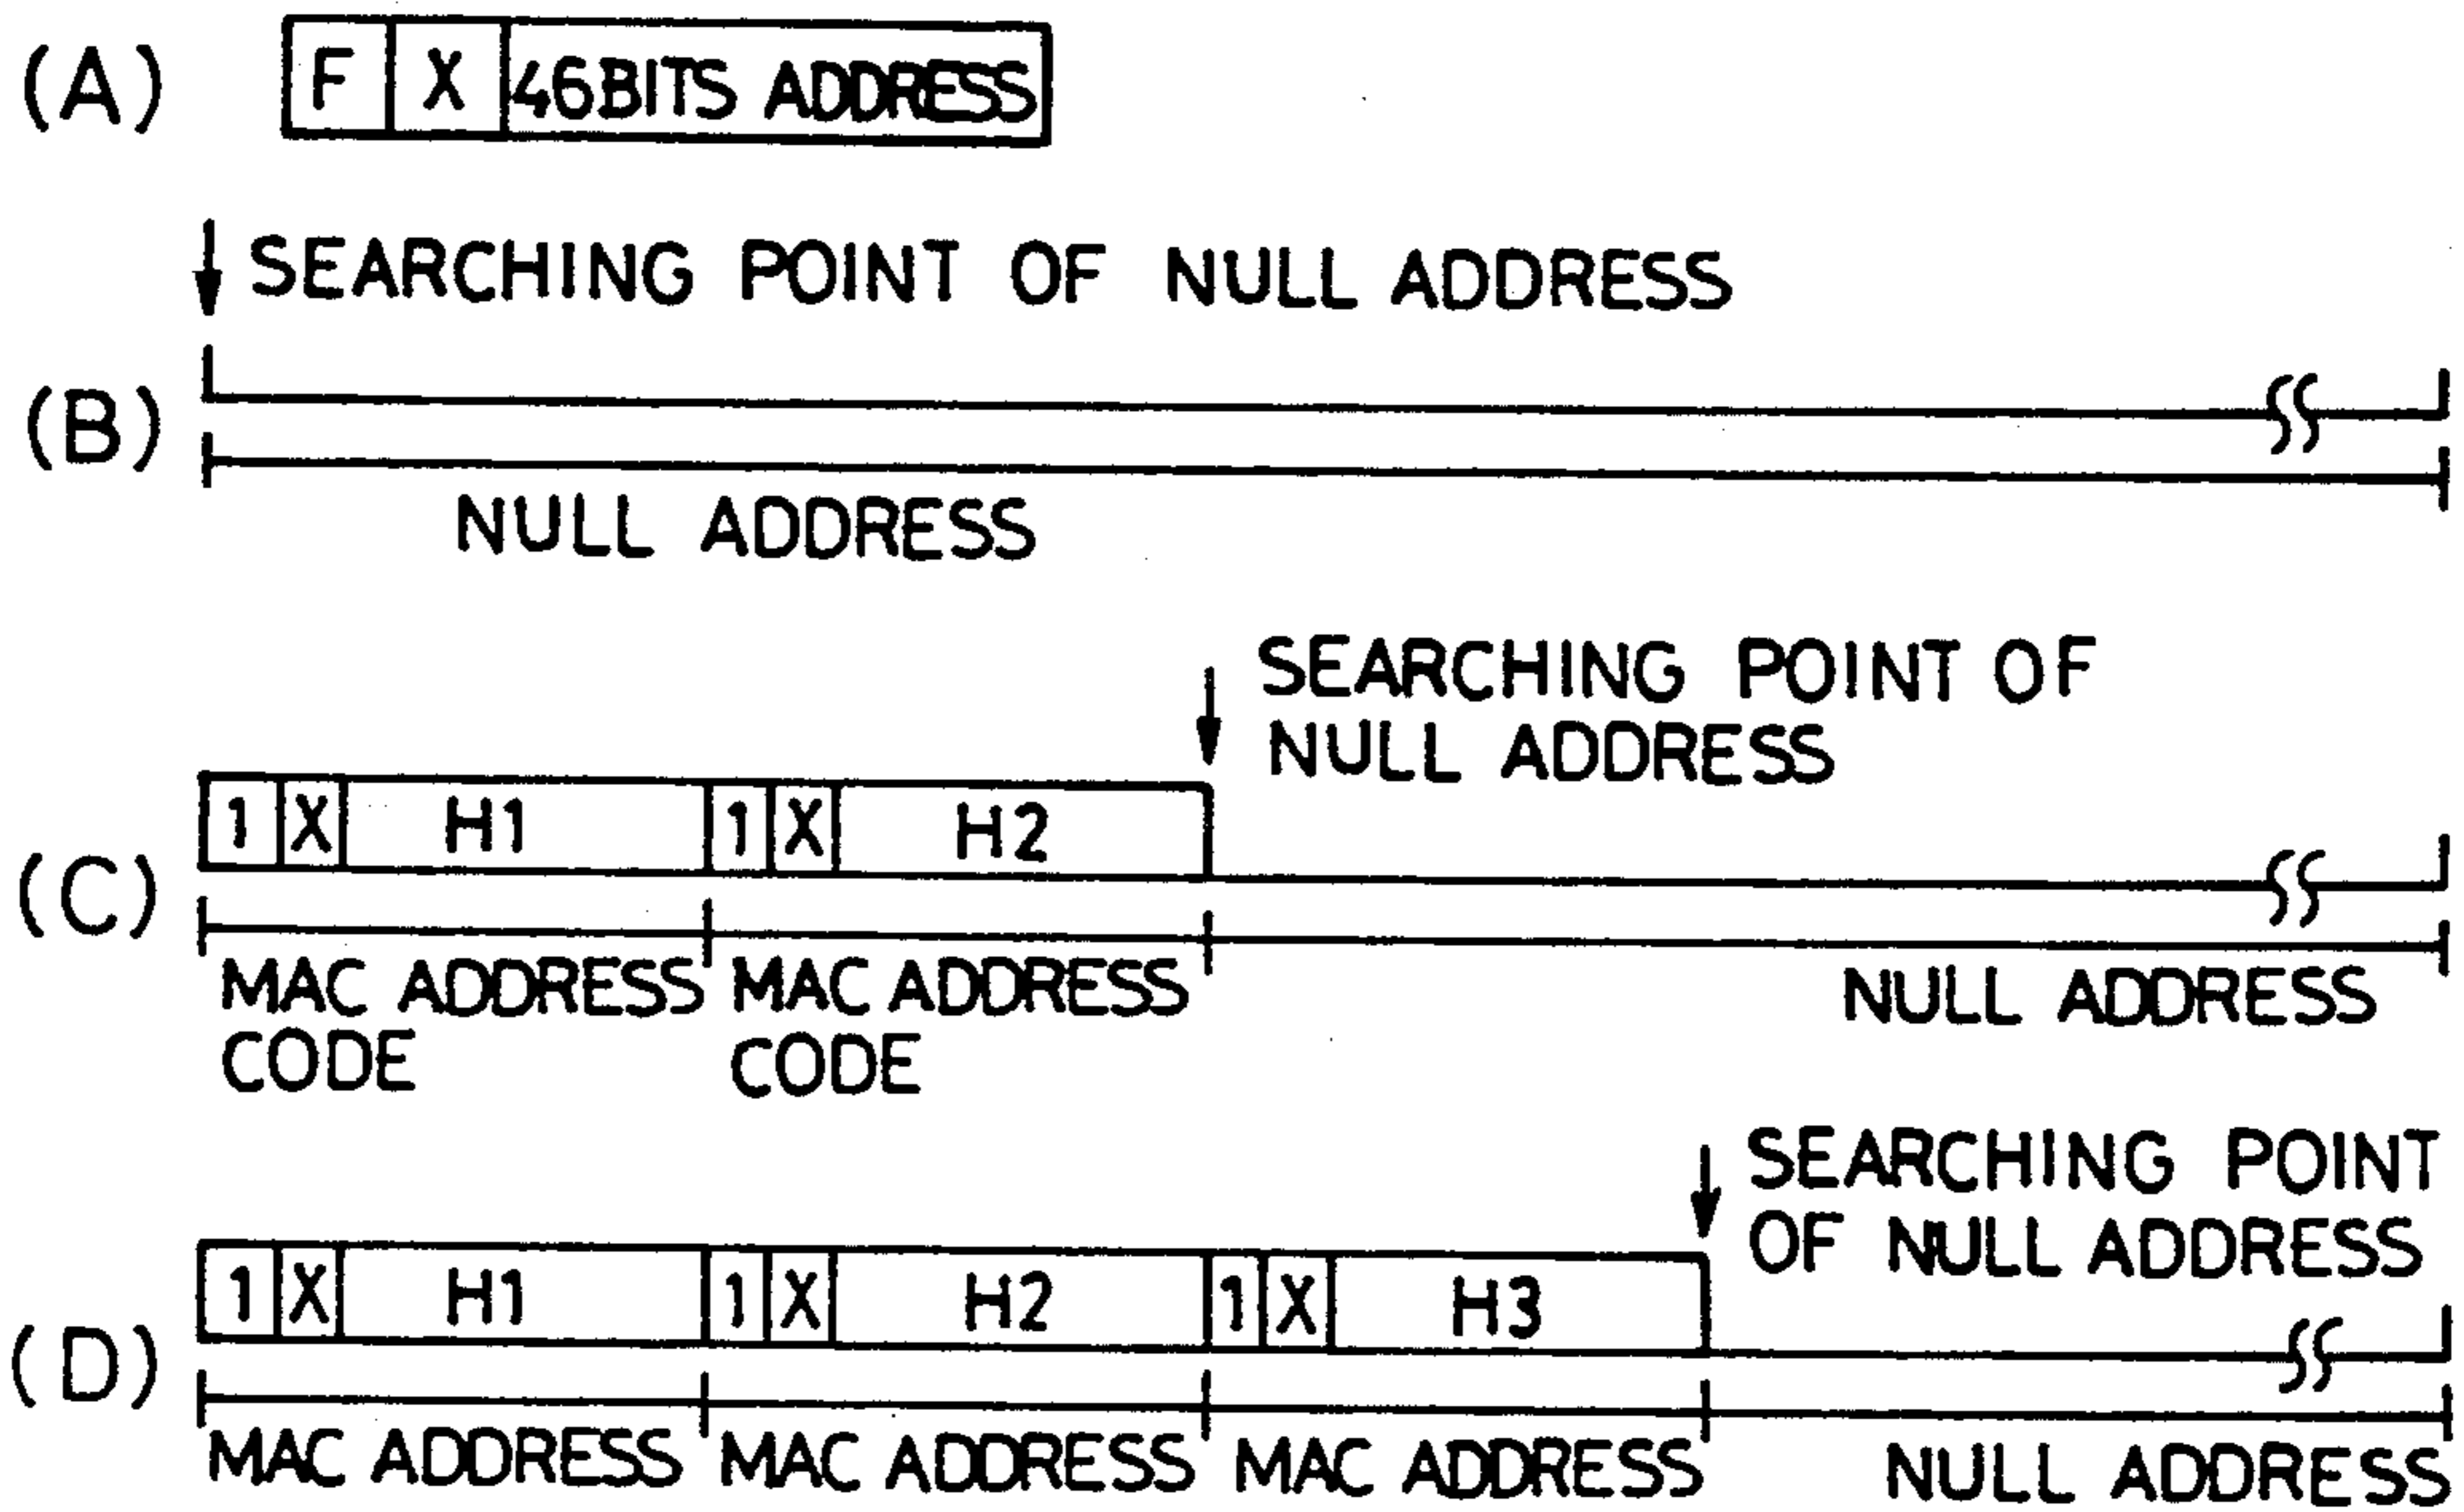 (A) F X 46BITS ADDRESS
SEARCHING POINT OF NULL ADDRESS
(B)
NULL ADDRESS
SEARCHING POINT OF
NULL ADDRESS
(C) 1 X H1 1 X H2
MAC ADDRESS MAC ADDRESS NULL ADDRESS
CODE CODE
SEARCHING POINT
OF NULL ADDRESS
(D) 1 X H1 1 X H2 1 X H3
MAC ADDRESS MAC ADDRESS MAC ADDRESS NULL ADDRESS